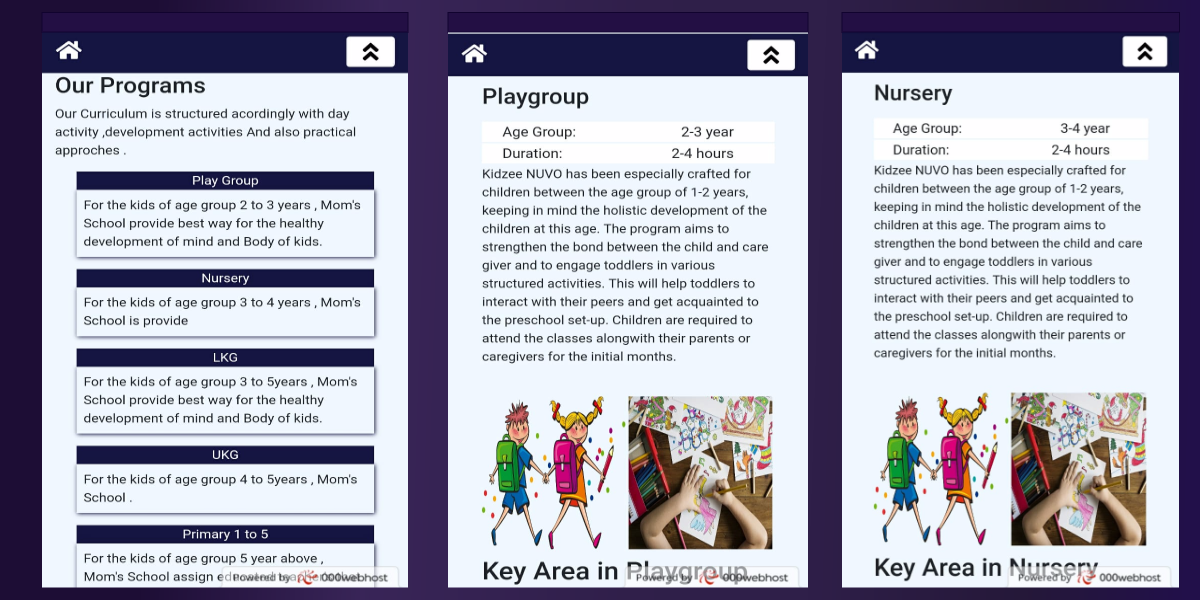 Our Programs
Our Curriculum is structured acordingly with day
activity ,development activities And also practical
approches .
Play Group
For the kids of age group 2 to 3 years , Mom's
School provide best way for the healthy
development of mind and Body of kids.
Nursery
For the kids of age group 3 to 4 years , Mom's
School is provide
LKG
For the kids of age group 3 to 5years , Mom's
School provide best way for the healthy
development of mind and Body of kids.
UKG
For the kids of age group 4 to 5years , Mom's
School .
Primary 1 to 5
For the kids of age group 5 year above ,
Mom's School assign
Powered by 000webhost
Playgroup
Age Group: 2-3 year
Duration: 2-4 hours
Kidzee NUVO has been especially crafted for
children between the age group of 1-2 years,
keeping in mind the holistic development of the
children at this age. The program aims to
strengthen the bond between the child and care
giver and to engage toddlers in various
structured activities. This will help toddlers to
interact with their peers and get acquainted to
the preschool set-up. Children are required to
attend the classes alongwith their parents or
caregivers for the initial months.
Key Area in Playgroup
Powered by 000webhost
Nursery
Age Group: 3-4 year
Duration: 2-4 hours
Kidzee NUVO has been especially crafted for
children between the age group of 1-2 years,
keeping in mind the holistic development of the
children at this age. The program aims to
strengthen the bond between the child and care
giver and to engage toddlers in various
structured activities. This will help toddlers to
interact with their peers and get acquainted to
the preschool set-up. Children are required to
attend the classes alongwith their parents or
caregivers for the initial months.
Key Area in Nursery
Powered by 000webhost